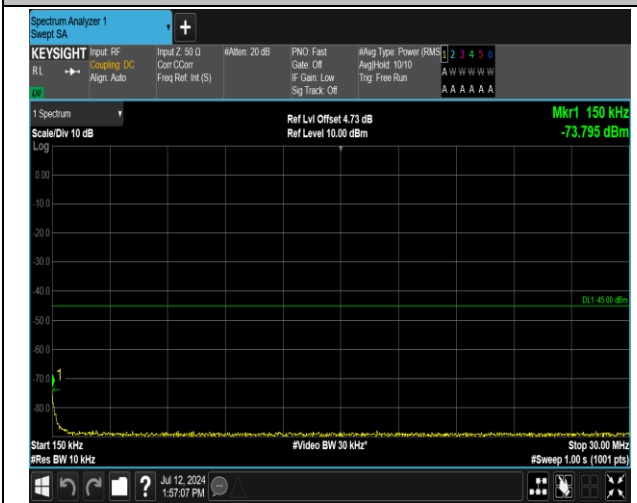 Spectrum Analyzer 1
Swept SA
+
KEYSIGHT
RL
Input: RF
Coupling: DC
Align: Auto
Input Z: 50 Ω
Corr CCorr
Freq Ref: Int (S)
#Atten: 20 dB
PNO: Fast
Gate: Off
IF Gain: Low
Sig Track: Off
#Avg Type: Power (RMS
Avg|Hold: 10/10
Trig: Free Run
1 2 3 4 5 6
A W W W W W
A A A A A A
1 Spectrum
Scale/Div 10 dB
Log
Ref Lvl Offset 4.73 dB
Ref Level 10.00 dBm
Mkr1 150 kHz
-73.795 dBm
0.00
-10.0
-20.0
-30.0
-40.0
DL1 -45.00 dBm
-50.0
-60.0
-70.0
1
-80.0
Start 150 kHz
#Res BW 10 kHz
#Video BW 30 kHz*
Stop 30.00 MHz
#Sweep 1.00 s (1001 pts)
?
Jul 12, 2024
1:57:07 PM